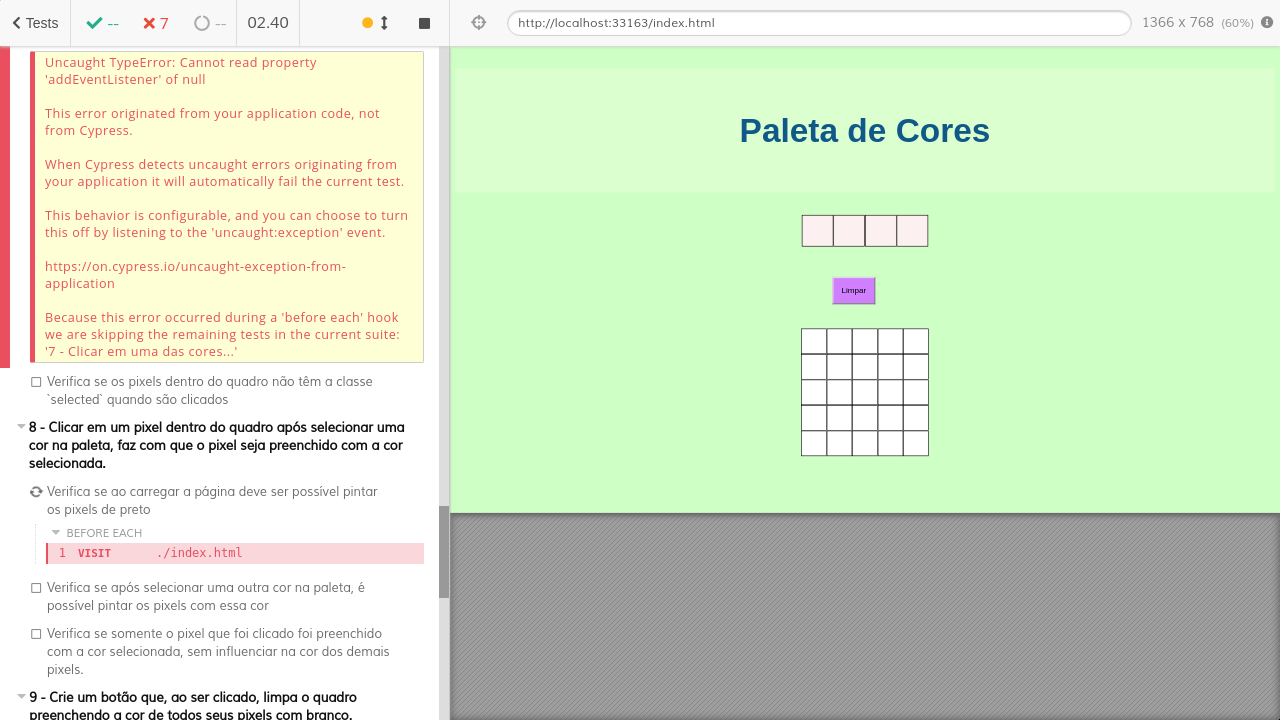 Tests
--
7
--
02.40
http://localhost:33163/index.html
1366 x 768 (60%)
Uncaught TypeError: Cannot read property
'addEventListener' of null
This error originated from your application code, not
from Cypress.
When Cypress detects uncaught errors originating from
your application it will automatically fail the current test.
This behavior is configurable, and you can choose to turn
this off by listening to the 'uncaught:exception' event.
https://on.cypress.io/uncaught-exception-from-
application
Because this error occurred during a 'before each' hook
we are skipping the remaining tests in the current suite:
'7 - Clicar em uma das cores...'
Verifica se os pixels dentro do quadro não têm a classe
`selected` quando são clicados
8 - Clicar em um pixel dentro do quadro após selecionar uma
cor na paleta, faz com que o pixel seja preenchido com a cor
selecionada.
Verifica se ao carregar a página deve ser possível pintar
os pixels de preto
BEFORE EACH
1 VISIT ./index.html
Verifica se após selecionar uma outra cor na paleta, é
possível pintar os pixels com essa cor
Verifica se somente o pixel que foi clicado foi preenchido
com a cor selecionada, sem influenciar na cor dos demais
pixels.
9 - Crie um botão que, ao ser clicado, limpa o quadro
preenchendo a cor de todos seus pixels com branco.
Paleta de Cores
Limpar